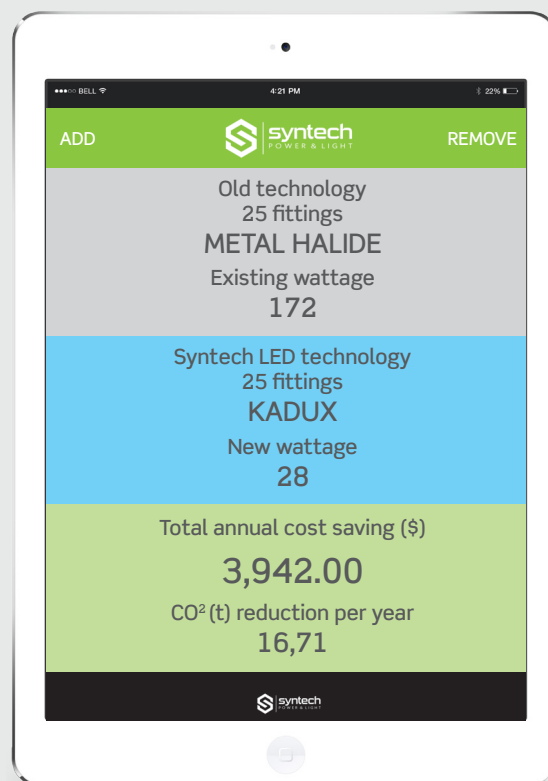 BELL 4:21 PM 22%
ADD syntech REMOVE
POWER & LIGHT
Old technology
25 fittings
METAL HALIDE
Existing wattage
172
Syntech LED technology
25 fittings
KADUX
New wattage
28
Total annual cost saving ($)
3,942.00
CO² (t) reduction per year
16,71
syntech
POWER & LIGHT